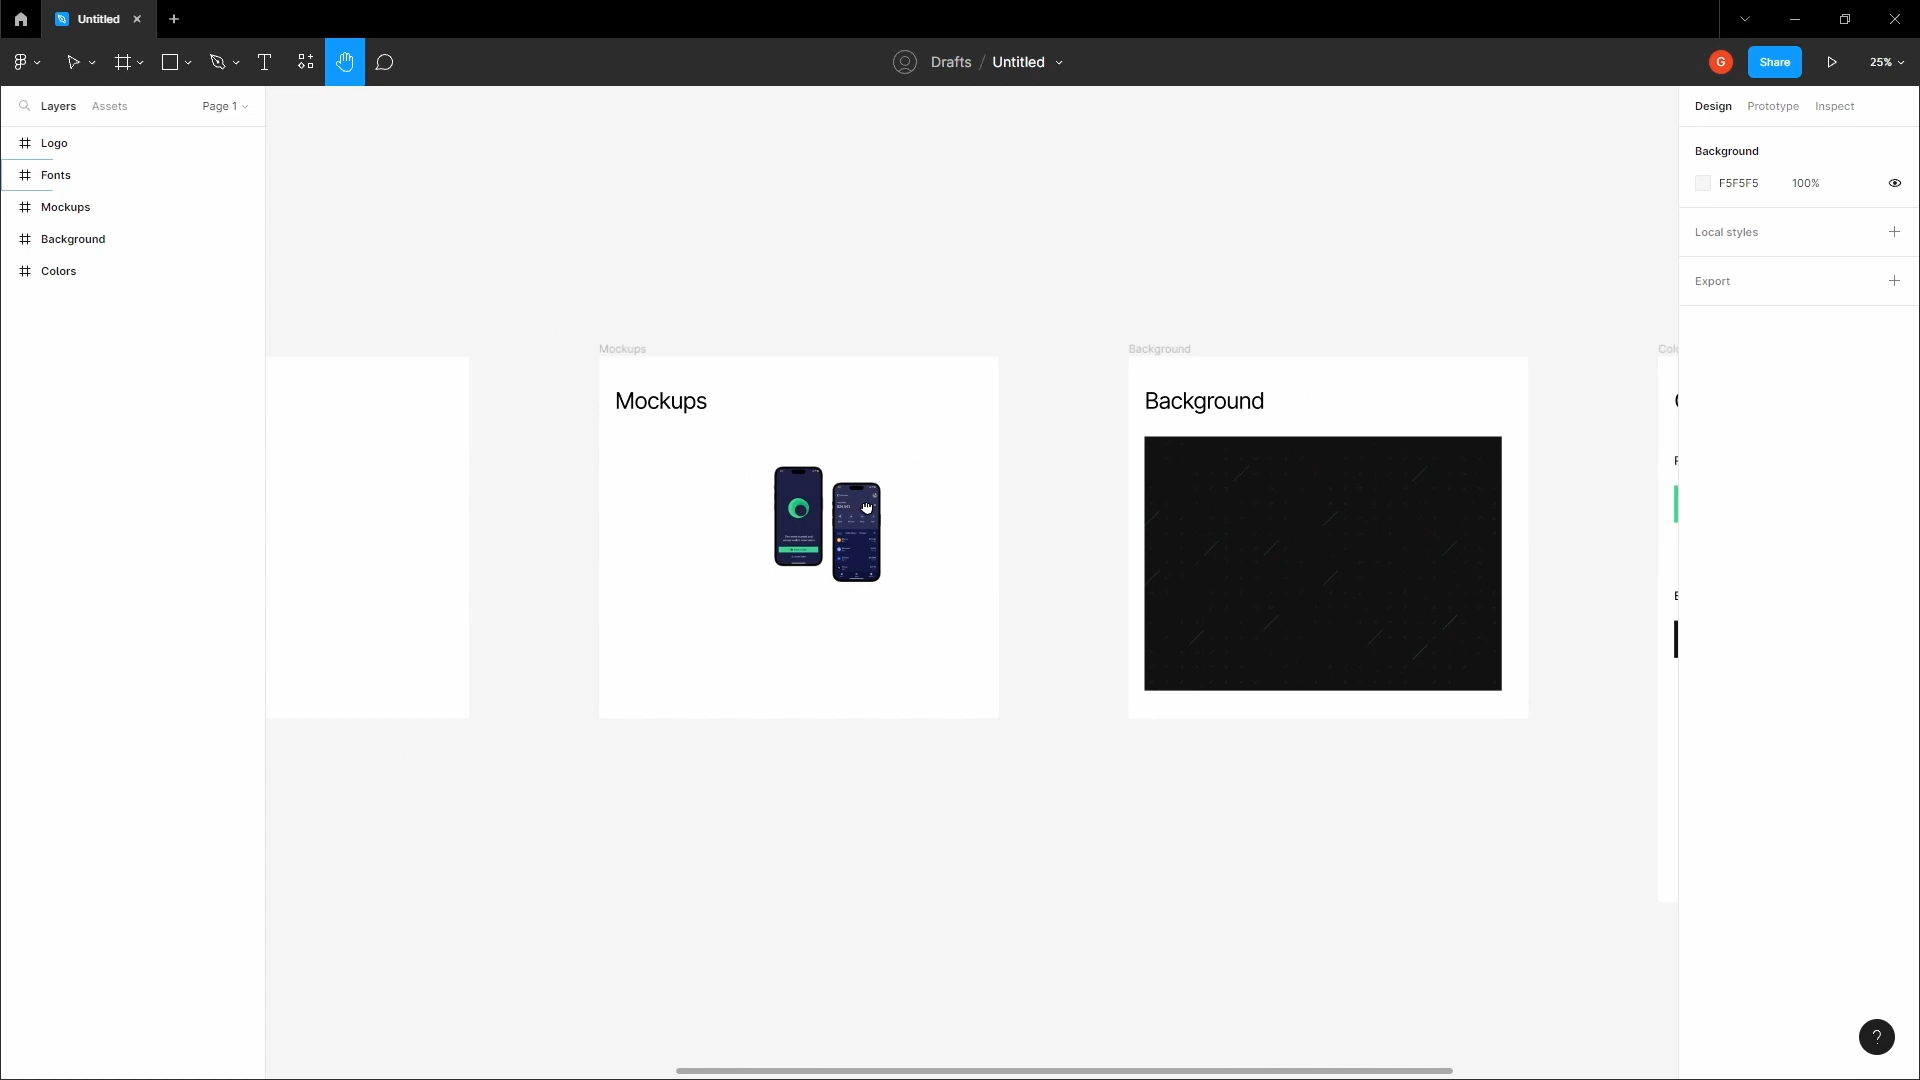 Untitled
Drafts / Untitled
G
Share
25%
Layers
Assets
Page 1
Logo
Fonts
Mockups
Background
Colors
Mockups
Mockups
Background
Background
Design
Prototype
Inspect
Background
F5F5F5
100%
Local styles
Export
?